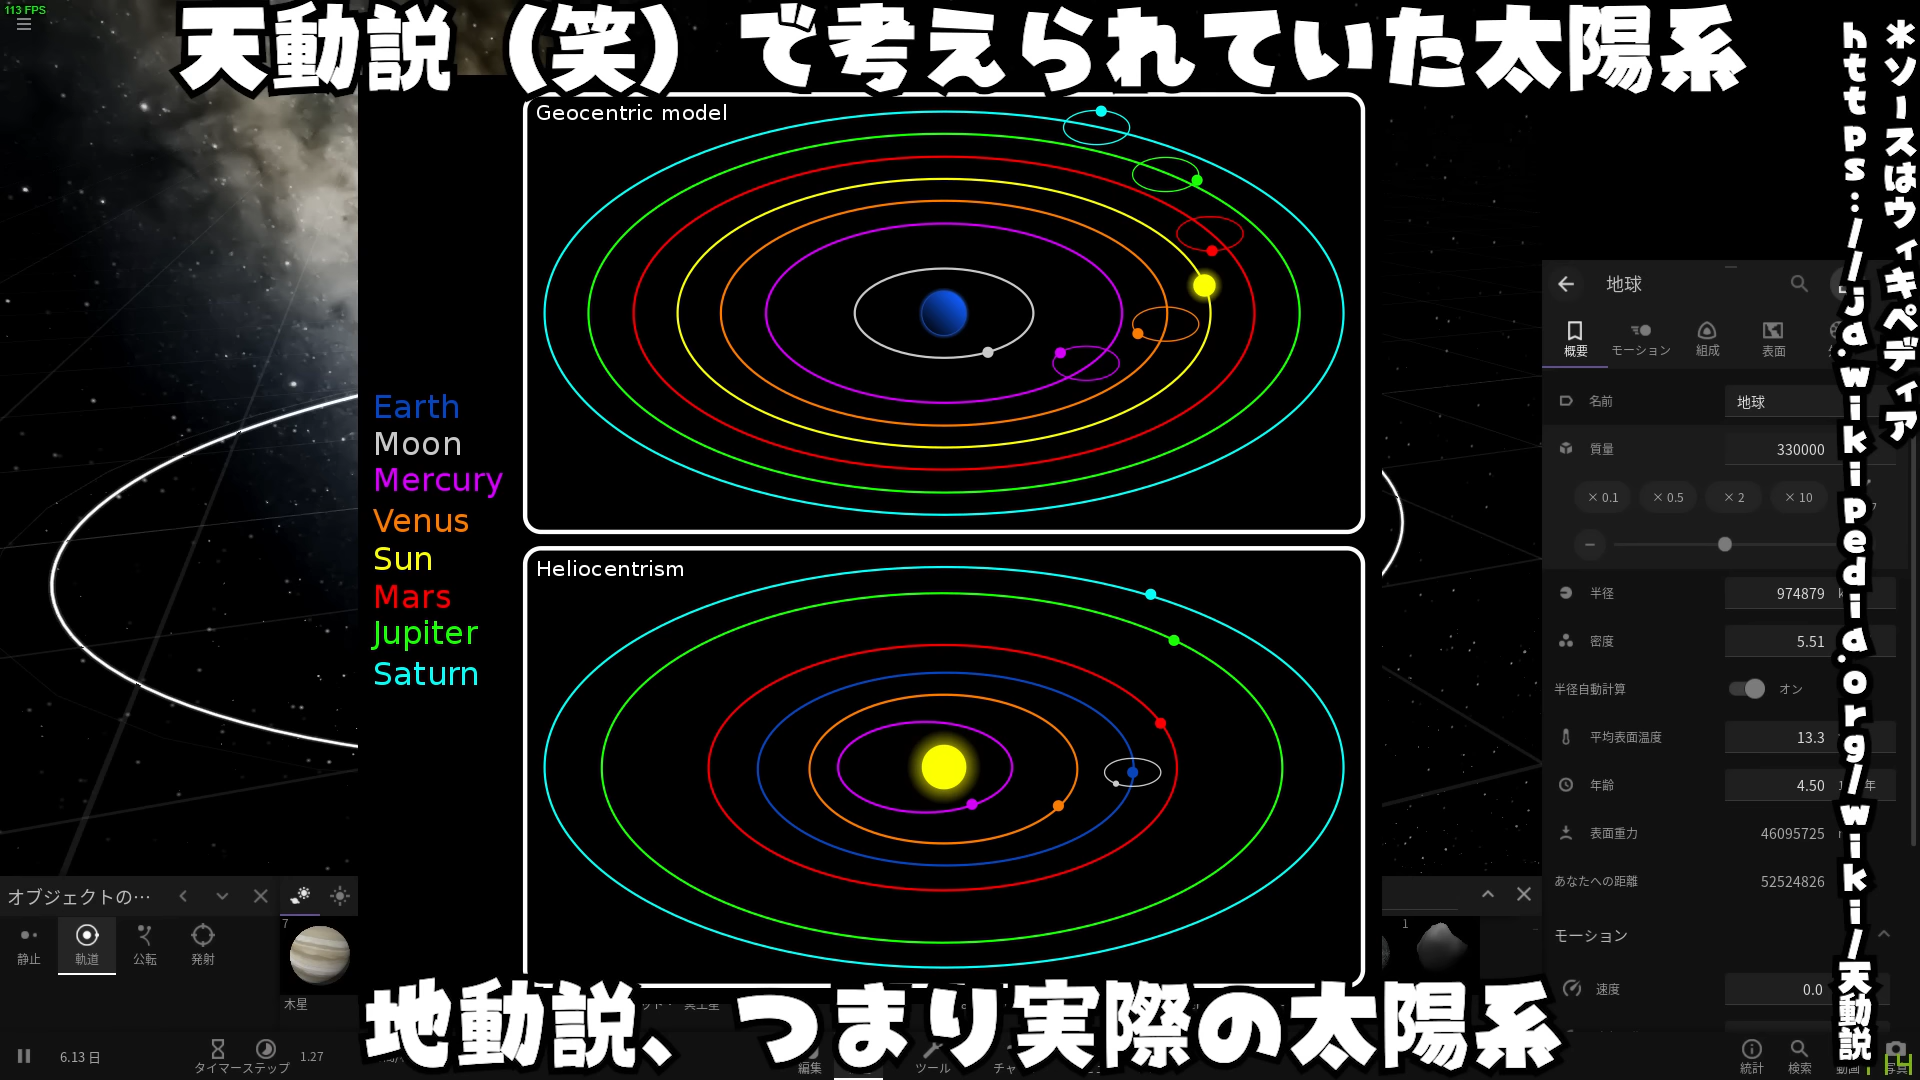 113 FPS
天動説（笑）で考えられていた太陽系
＊ソースはウィキペディア
https://ja.wikipedia.org/wiki/天動説
Geocentric model
Earth
Moon
Mercury
Venus
Sun
Mars
Jupiter
Saturn
Heliocentrism
地球
概要
モーション
組成
表面
名前
地球
質量
330000
× 0.1
× 0.5
× 2
× 10
半径
974879
密度
5.51
半径自動計算
オン
平均表面温度
13.3
年齢
4.50
年
表面重力
46095725
あなたへの距離
52524826
モーション
速度
0.0
オブジェクトの…
静止
軌道
公転
発射
7
木星
1
地動説、つまり実際の太陽系
6.13 日
タイマーステップ
1.27
編集
ツール
チャ
統計
検索
動画